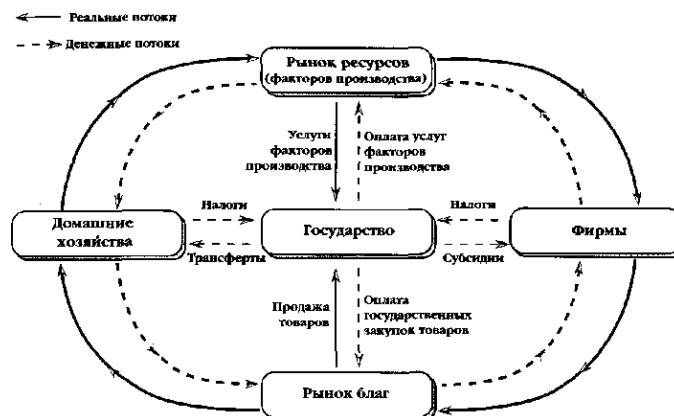 Реальные потоки
Денежные потоки
Рынок ресурсов
(факторов производства)
Услуги
факторов
производства
Оплата услуг
факторов
производства
Налоги
Налоги
Домашние
хозяйства
Государство
Фирмы
Трансферты
Субсидии
Продажа
товаров
Оплата
государственных
закупок товаров
Рынок благ